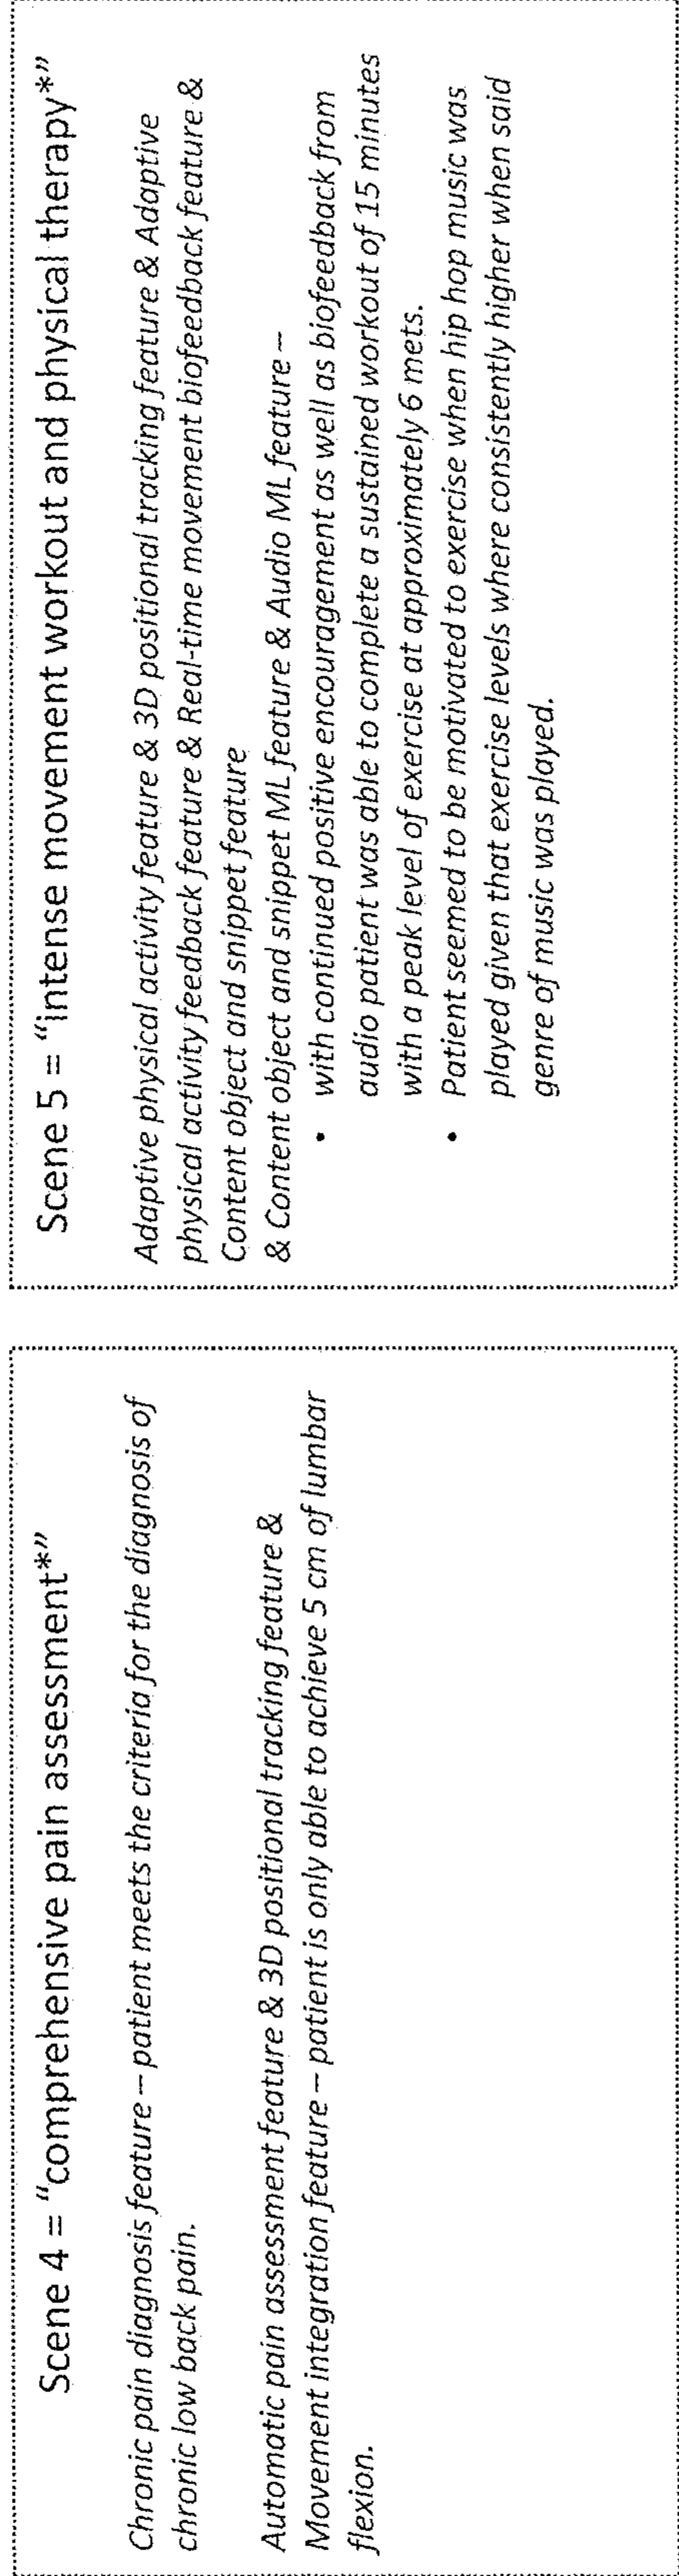 Scene 4 = “comprehensive pain assessment*”
Chronic pain diagnosis feature – patient meets the criteria for the diagnosis of
chronic low back pain.
Automatic pain assessment feature & 3D positional tracking feature &
Movement integration feature – patient is only able to achieve 5 cm of lumbar
flexion.
Scene 5 = “intense movement workout and physical therapy*”
Adaptive physical activity feature & 3D positional tracking feature & Adaptive
physical activity feedback feature & Real-time movement biofeedback feature &
Content object and snippet feature
& Content object and snippet ML feature & Audio ML feature –
• with continued positive encouragement as well as biofeedback from
audio patient was able to complete a sustained workout of 15 minutes
with a peak level of exercise at approximately 6 mets.
• Patient seemed to be motivated to exercise when hip hop music was
played given that exercise levels where consistently higher when said
genre of music was played.